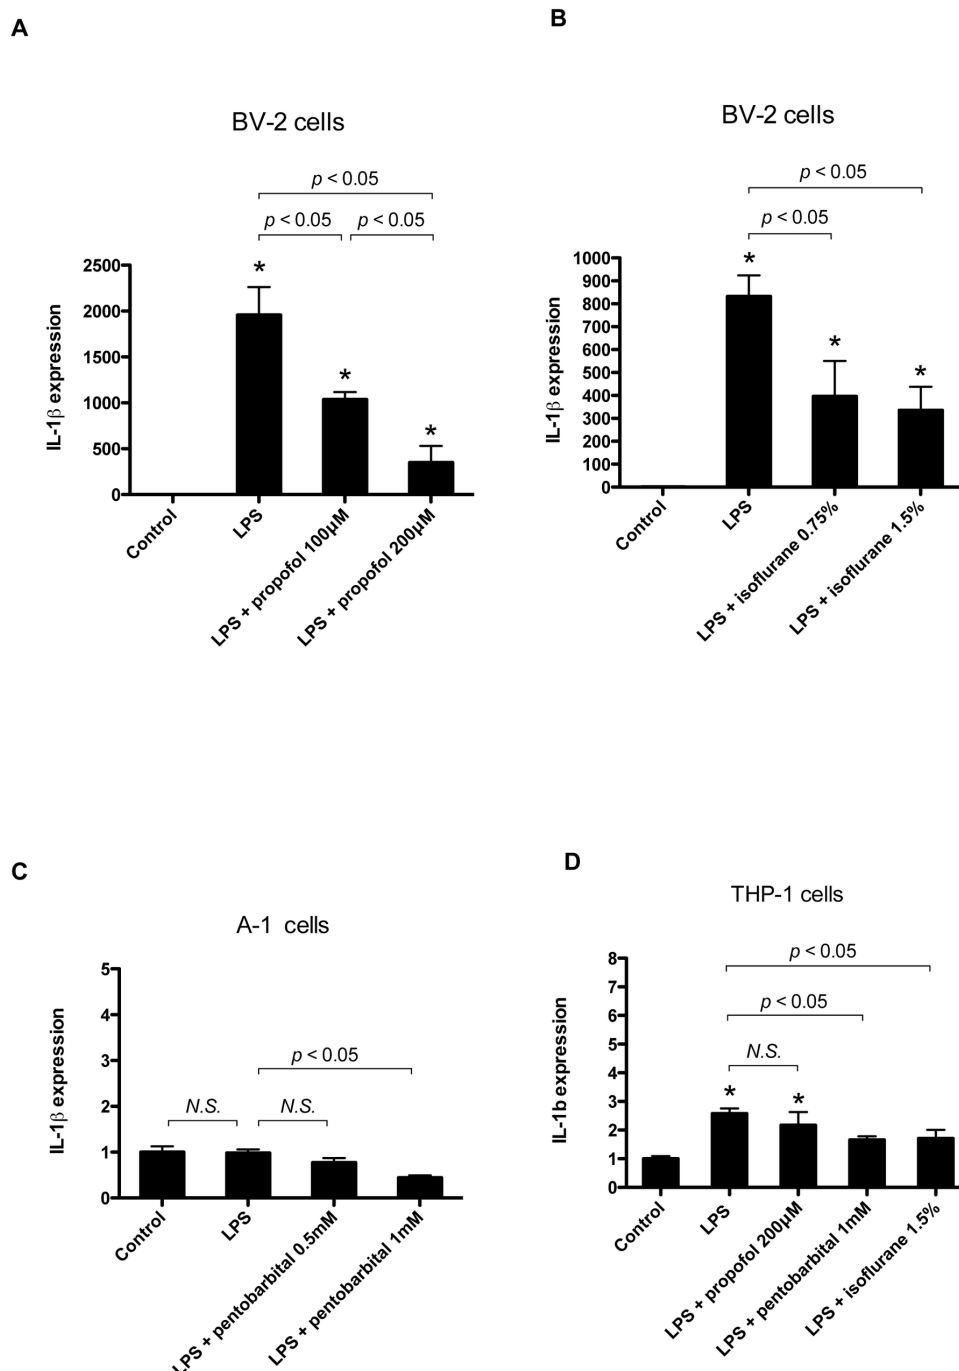 A
BV-2 cells
p < 0.05
p < 0.05
p < 0.05
IL-1β expression
2500
2000
1500
1000
500
0
*
*
*
Control
LPS
LPS + propofol 100µM
LPS + propofol 200µM
B
BV-2 cells
p < 0.05
p < 0.05
IL-1β expression
1000
900
800
700
600
500
400
300
200
100
0
*
*
*
Control
LPS
LPS + isoflurane 0.75%
LPS + isoflurane 1.5%
C
A-1 cells
IL-1β expression
5
4
3
2
1
0
p < 0.05
N.S.
N.S.
Control
LPS
LPS + pentobarbital 0.5mM
LPS + pentobarbital 1mM
D
THP-1 cells
IL-1b expression
8
7
6
5
4
3
2
1
0
p < 0.05
p < 0.05
N.S.
*
*
Control
LPS
LPS + propofol 200µM
LPS + pentobarbital 1mM
LPS + isoflurane 1.5%